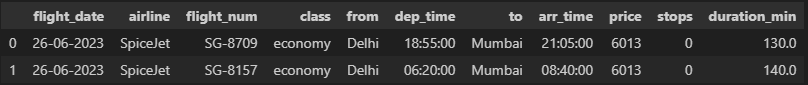 flight_date airline flight_num class from dep_time to arr_time price stops duration_min
0 26-06-2023 SpiceJet SG-8709 economy Delhi 18:55:00 Mumbai 21:05:00 6013 0 130.0
1 26-06-2023 SpiceJet SG-8157 economy Delhi 06:20:00 Mumbai 08:40:00 6013 0 140.0